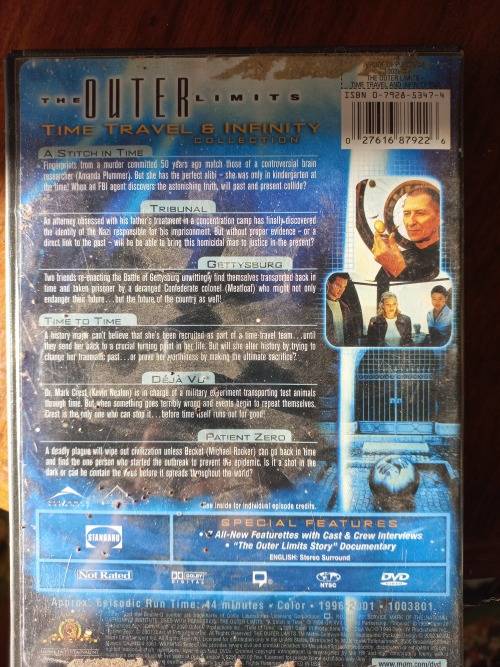 THE OUTER LIMITS
TIME TRAVEL & INFINITY
COLLECTION
THE OUTER LIMITS
TIME TRAVEL AND INFINITY
ISBN 0-7928-5347-4
0 27616 87922 6
A STITCH IN TIME
Fingerprints from a murder committed 50 years ago match those of a controversial brain
researcher (Amanda Plummer). But she has the perfect alibi – she was only in kindergarten at
the time! When an FBI agent discovers the astonishing truth, will past and present collide?
TRIBUNAL
An attorney obsessed with his father's treatment in a concentration camp has finally discovered
the identity of the Nazi responsible for his imprisonment. But without proper evidence – or a
direct link to the past – will he be able to bring this homicidal man to justice in the present?
GETTYSBURG
Two friends re-enacting the Battle of Gettysburg unwittingly find themselves transported back in
time and taken prisoner by a deranged Confederate colonel (Meatloaf) who might not only
endanger their future...but the future of the country as well!
TIME TO TIME
A history major can't believe that she's been recruited as part of a time-travel team...until
they send her back to a crucial turning point in her life. But will she alter history by trying to
change her traumatic past...or prove her worthiness by making the ultimate sacrifice?
DÉJÀ VU
Dr. Mark Crest (Kevin Nealon) is in charge of a military experiment transporting test animals
through time. But when something goes terribly wrong and events begin to repeat themselves,
Crest is the only one who can stop it...before time itself runs out for good!
PATIENT ZERO
A deadly plague will wipe out civilization unless Becket (Michael Rooker) can go back in time
and find the one person who started the outbreak to prevent the epidemic. Is it a shot in the
dark or can he contain the virus before it spreads throughout the world?
See inside for individual episode credits.
STANDARD
SPECIAL FEATURES
• All-New Featurettes with Cast & Crew Interviews
• "The Outer Limits Story" Documentary
ENGLISH: Stereo Surround
Not Rated
DOLBY
DIGITAL
NTSC
DVD
VIDEO
Approx. Episodic Run Time: 44 minutes • Color • 1996-2001 • 1003801
MGM
www.mgm.com/dvd